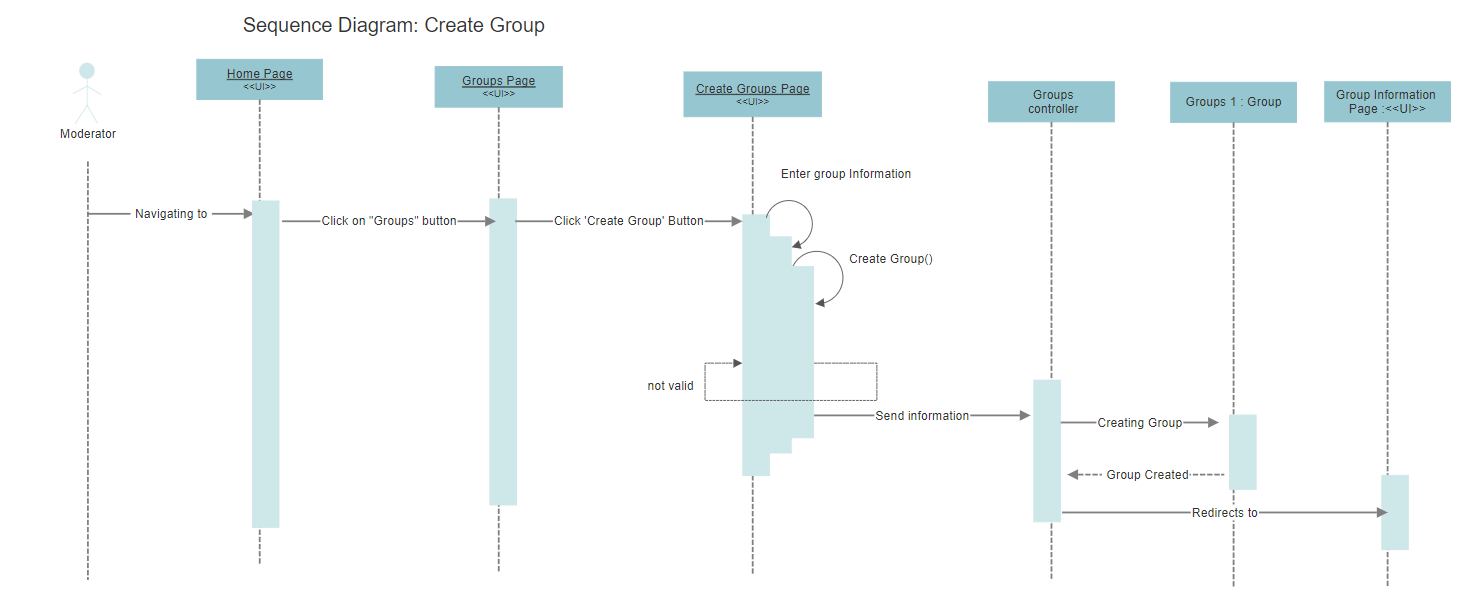 Sequence Diagram: Create Group
Moderator
Home Page
<<UI>>
Groups Page
<<UI>>
Create Groups Page
<<UI>>
Groups
controller
Groups 1 : Group
Group Information
Page :<<UI>>
Enter group Information
Navigating to
Click on "Groups" button
Click 'Create Group' Button
Create Group()
not valid
Send information
Creating Group
Group Created
Redirects to